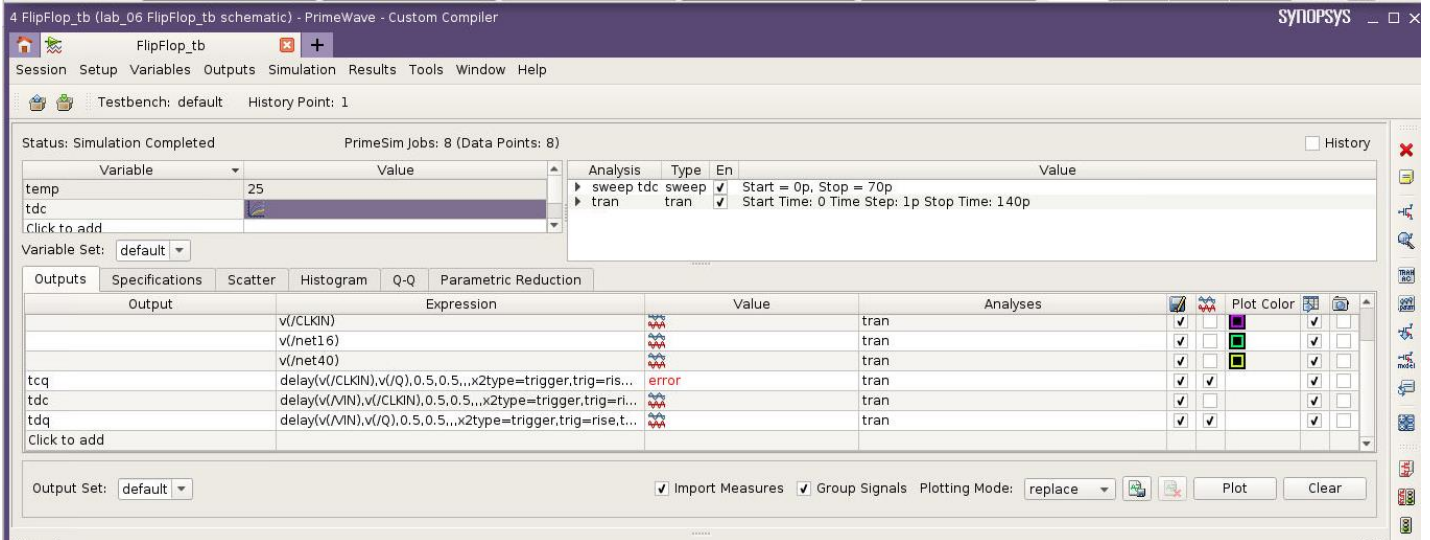 4 FlipFlop_tb (lab_06 FlipFlop_tb schematic) - PrimeWave - Custom Compiler SYNOPSYS
FlipFlop_tb
Session Setup Variables Outputs Simulation Results Tools Window Help
Testbench: default History Point: 1
Status: Simulation Completed PrimeSim Jobs: 8 (Data Points: 8) History
Variable Value Analysis Type En Value
temp 25 sweep tdc sweep Start = 0p, Stop = 70p
tdc tran tran Start Time: 0 Time Step: 1p Stop Time: 140p
Click to add
Variable Set: default
Outputs Specifications Scatter Histogram Q-Q Parametric Reduction
Output Expression Value Analyses Plot Color
v(/CLKIN) tran
v(/net16) tran
v(/net40) tran
tcq delay(v(/CLKIN),v(/Q),0.5,0.5,,,x2type=trigger,trig=ris... error tran
tdc delay(v(/VIN),v(/CLKIN),0.5,0.5,,,x2type=trigger,trig=ri... tran
tdq delay(v(/VIN),v(/Q),0.5,0.5,,,x2type=trigger,trig=rise,t... tran
Click to add
Output Set: default Import Measures Group Signals Plotting Mode: replace Plot Clear